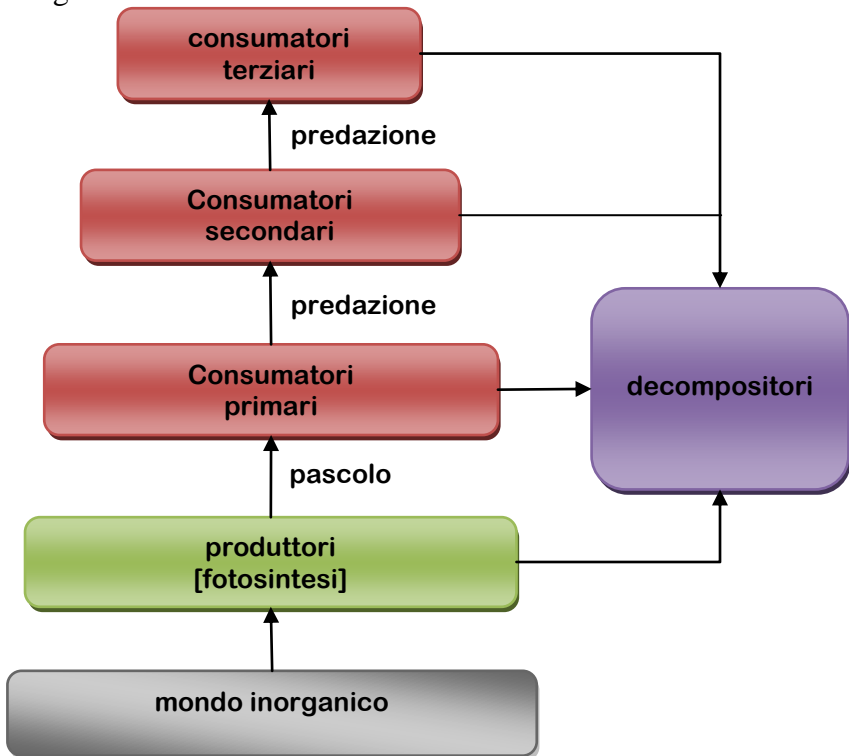 consumatori
terziari
predazione
Consumatori
secondari
predazione
Consumatori
primari
decompositori
pascolo
produttori
[fotosintesi]
mondo inorganico